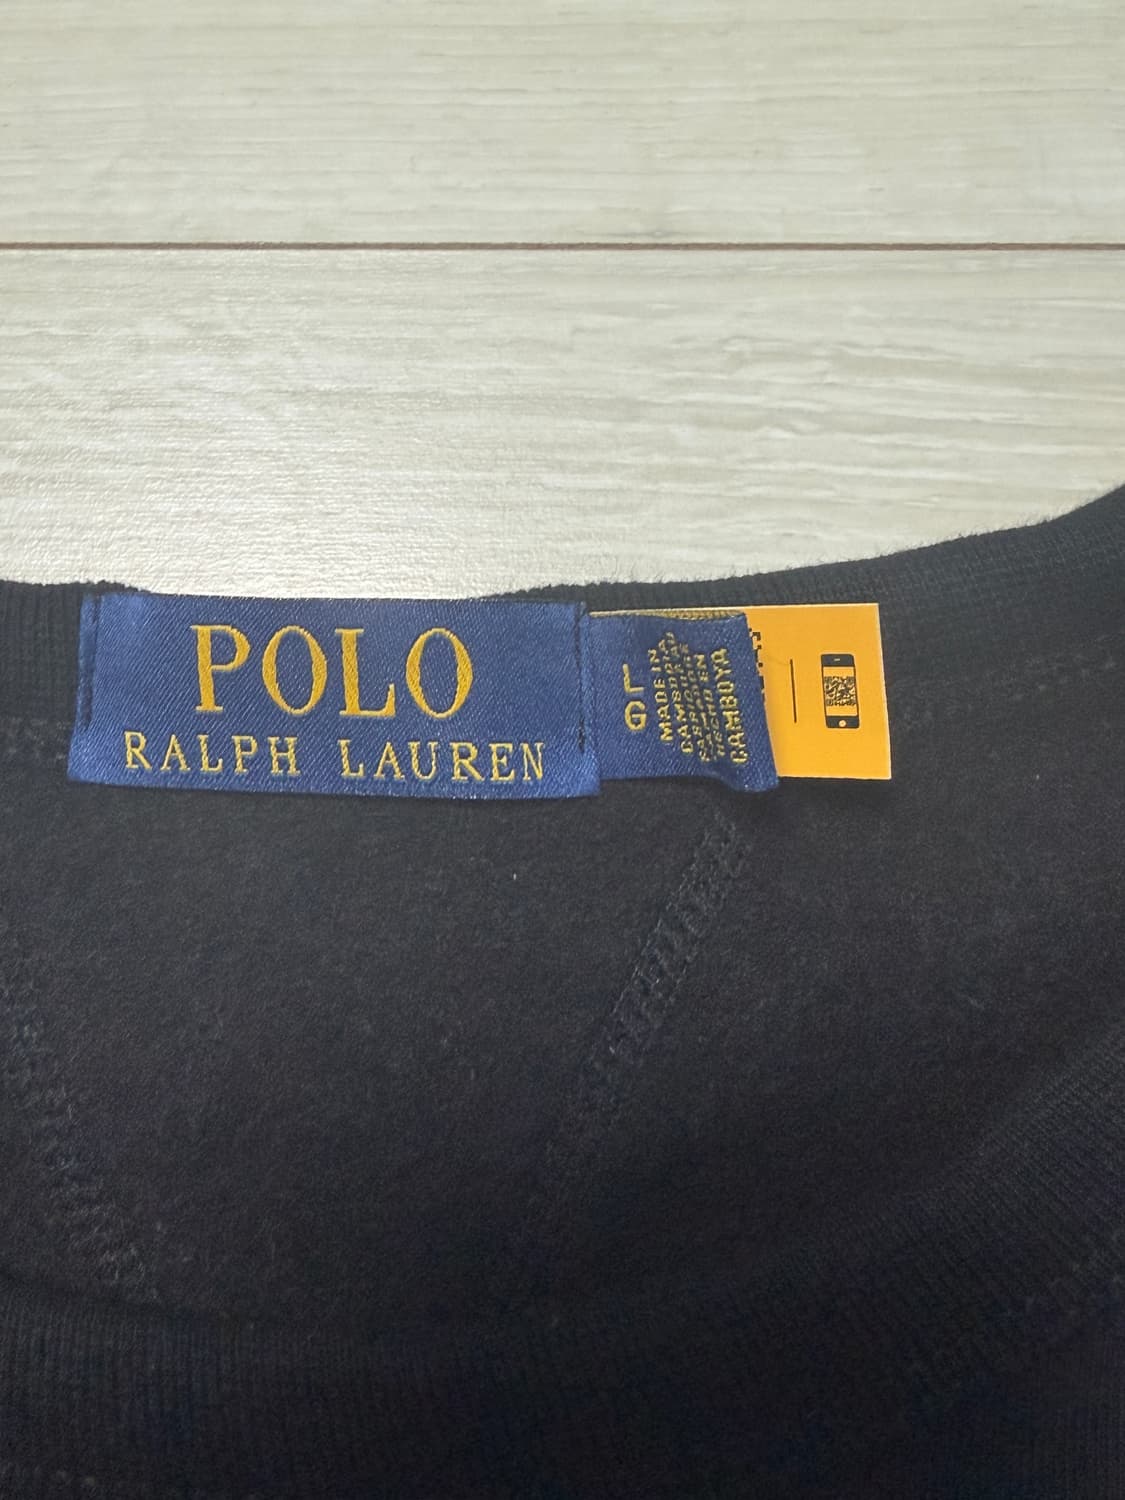 POLO
RALPH LAUREN
L
G
MADE IN
CAMBODIA
CAMBOYA